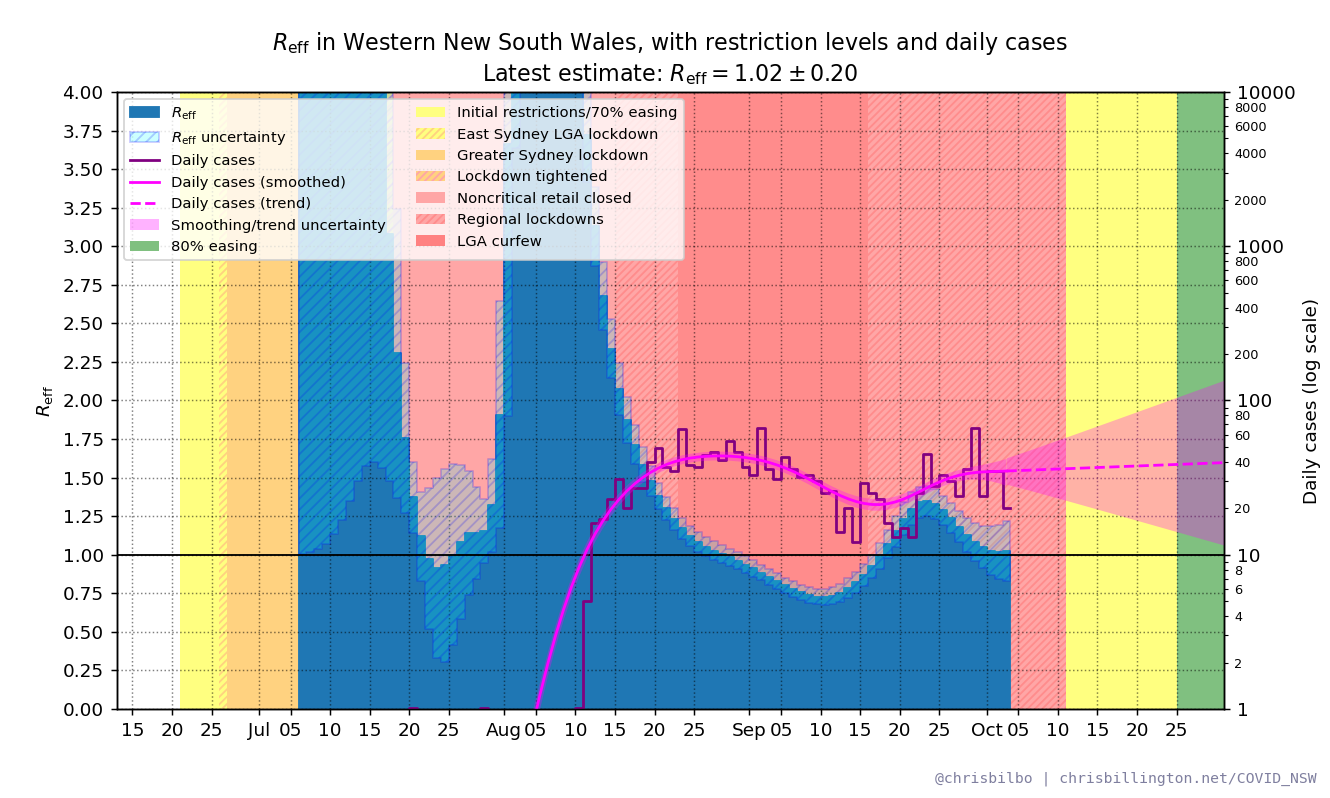 Reff in Western New South Wales, with restriction levels and daily cases
Latest estimate: Reff = 1.02 ± 0.20
Reff
Reff uncertainty
Daily cases
Daily cases (smoothed)
Daily cases (trend)
Smoothing/trend uncertainty
80% easing
Initial restrictions/70% easing
East Sydney LGA lockdown
Greater Sydney lockdown
Lockdown tightened
Noncritical retail closed
Regional lockdowns
LGA curfew
4.00
3.75
3.50
3.25
3.00
2.75
2.50
2.25
2.00
1.75
1.50
1.25
1.00
0.75
0.50
0.25
0.00
Reff
10000
8000
6000
4000
2000
1000
800
600
400
200
100
80
60
40
20
10
8
6
4
2
1
Daily cases (log scale)
15 20 25 Jul 05 10 15 20 25 Aug 05 10 15 20 25 Sep 05 10 15 20 25 Oct 05 10 15 20 25
@chrisbilbo | chrisbillington.net/COVID_NSW